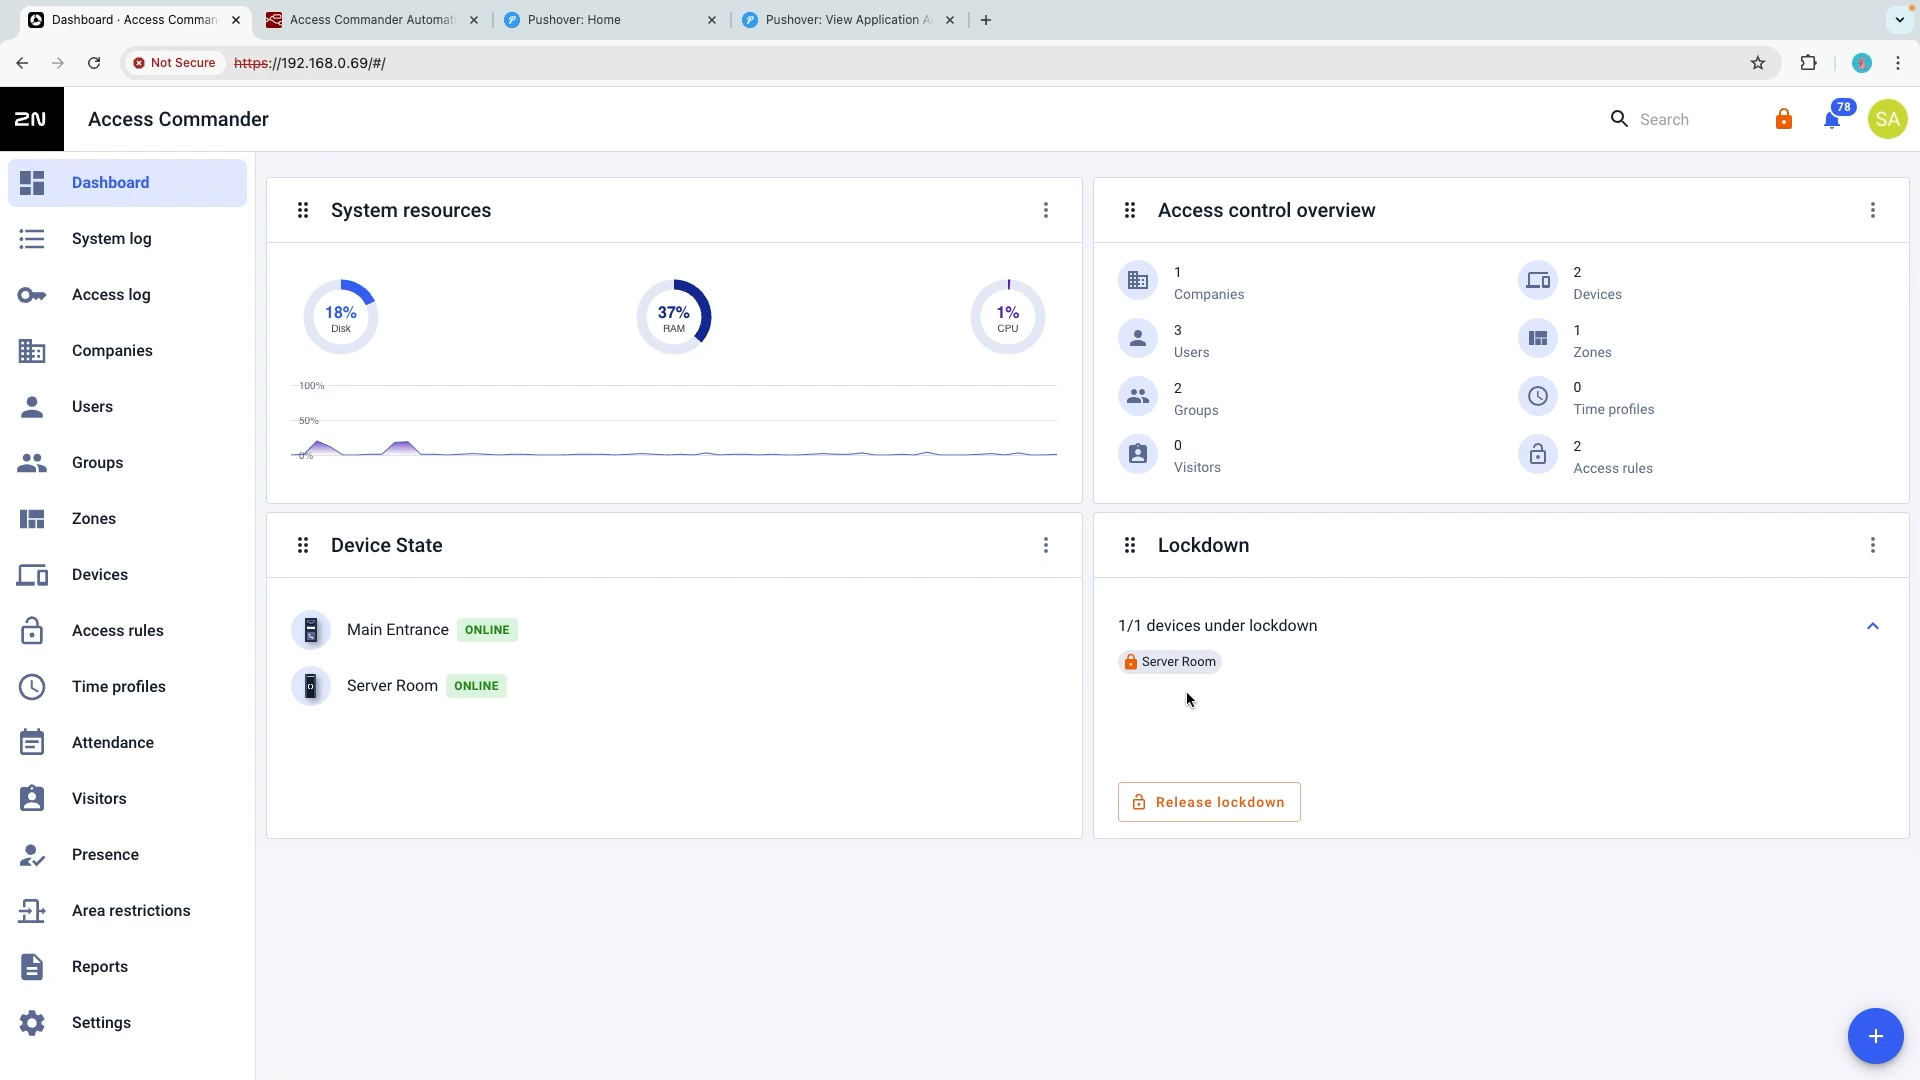 Dashboard · Access Comman
Access Commander Automati
Pushover: Home
Pushover: View Application A
Not Secure
https://192.168.0.69/#/
2N
Access Commander
Search
78
SA
Dashboard
System log
Access log
Companies
Users
Groups
Zones
Devices
Access rules
Time profiles
Attendance
Visitors
Presence
Area restrictions
Reports
Settings
System resources
18%
Disk
37%
RAM
1%
CPU
100%
50%
0%
Access control overview
1
Companies
2
Devices
3
Users
1
Zones
2
Groups
0
Time profiles
0
Visitors
2
Access rules
Device State
Main Entrance ONLINE
Server Room ONLINE
Lockdown
1/1 devices under lockdown
Server Room
Release lockdown